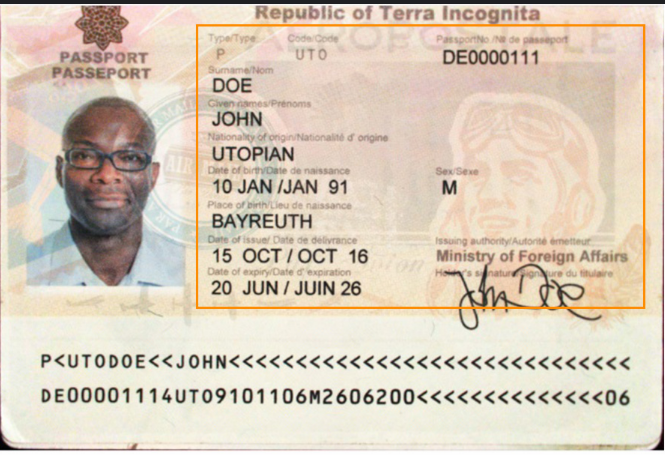 Republic of Terra Incognita
PASSPORT
PASSEPORT
Type/Type Code/Code PassportNo./Nº de passeport
P UTO DE0000111
Surname/Nom
DOE
Given names/Prénoms
JOHN
Nationality of origin/Nationalité d' origine
UTOPIAN
Date of birth/Date de naissance Sex/Sexe
10 JAN /JAN 91 M
Place of birth/Lieu de naissance
BAYREUTH
Date of Issue/ Date de delivrance Issuing authority/Autorité émetteur
15 OCT / OCT 16 Ministry of Foreign Affairs
Date of expiry/Date d' expiration Holder's signature/Signature du titulaire
20 JUN / JUIN 26 John Doe
P<UTODOE<<JOHN<<<<<<<<<<<<<<<<<<<<<<<<<<<<<<
DE00001114UTO9101106M2606200<<<<<<<<<<<<<<06